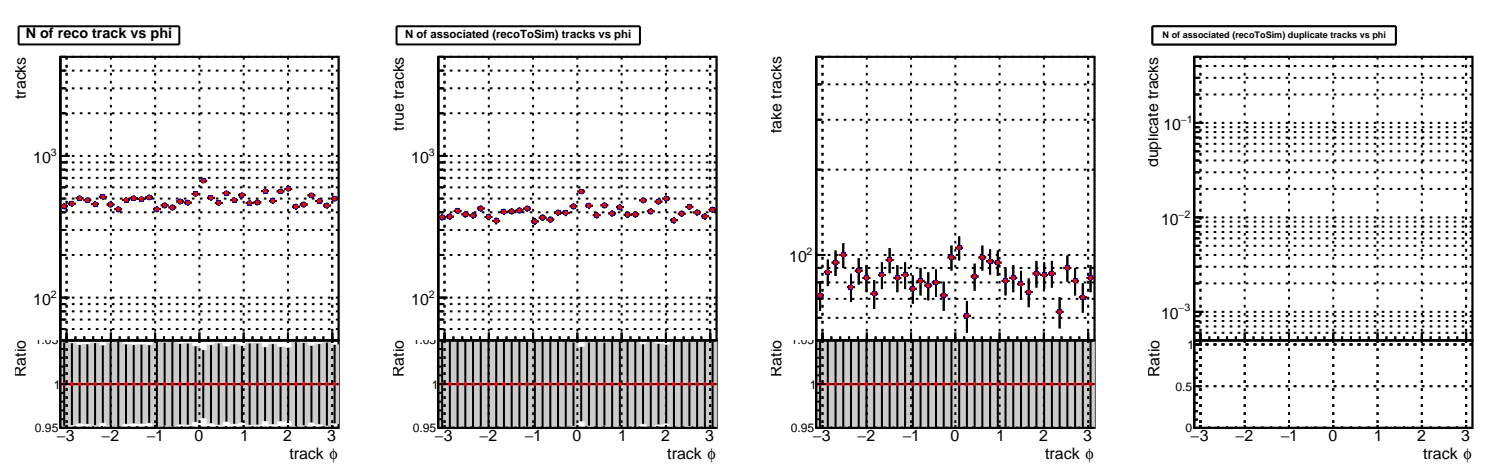 N of reco track vs phi
tracks
10³
10²
Ratio
1
0.95
−3 −2 −1 0 1 2 3
track ϕ
N of associated (recoToSim) tracks vs phi
true tracks
10³
10²
Ratio
1
0.95
−3 −2 −1 0 1 2 3
track ϕ
fake tracks
10²
Ratio
1
0.95
−3 −2 −1 0 1 2 3
track ϕ
N of associated (recoToSim) duplicate tracks vs phi
duplicate tracks
10⁻¹
10⁻²
10⁻³
Ratio
1
0.5
0
−3 −2 −1 0 1 2 3
track ϕ